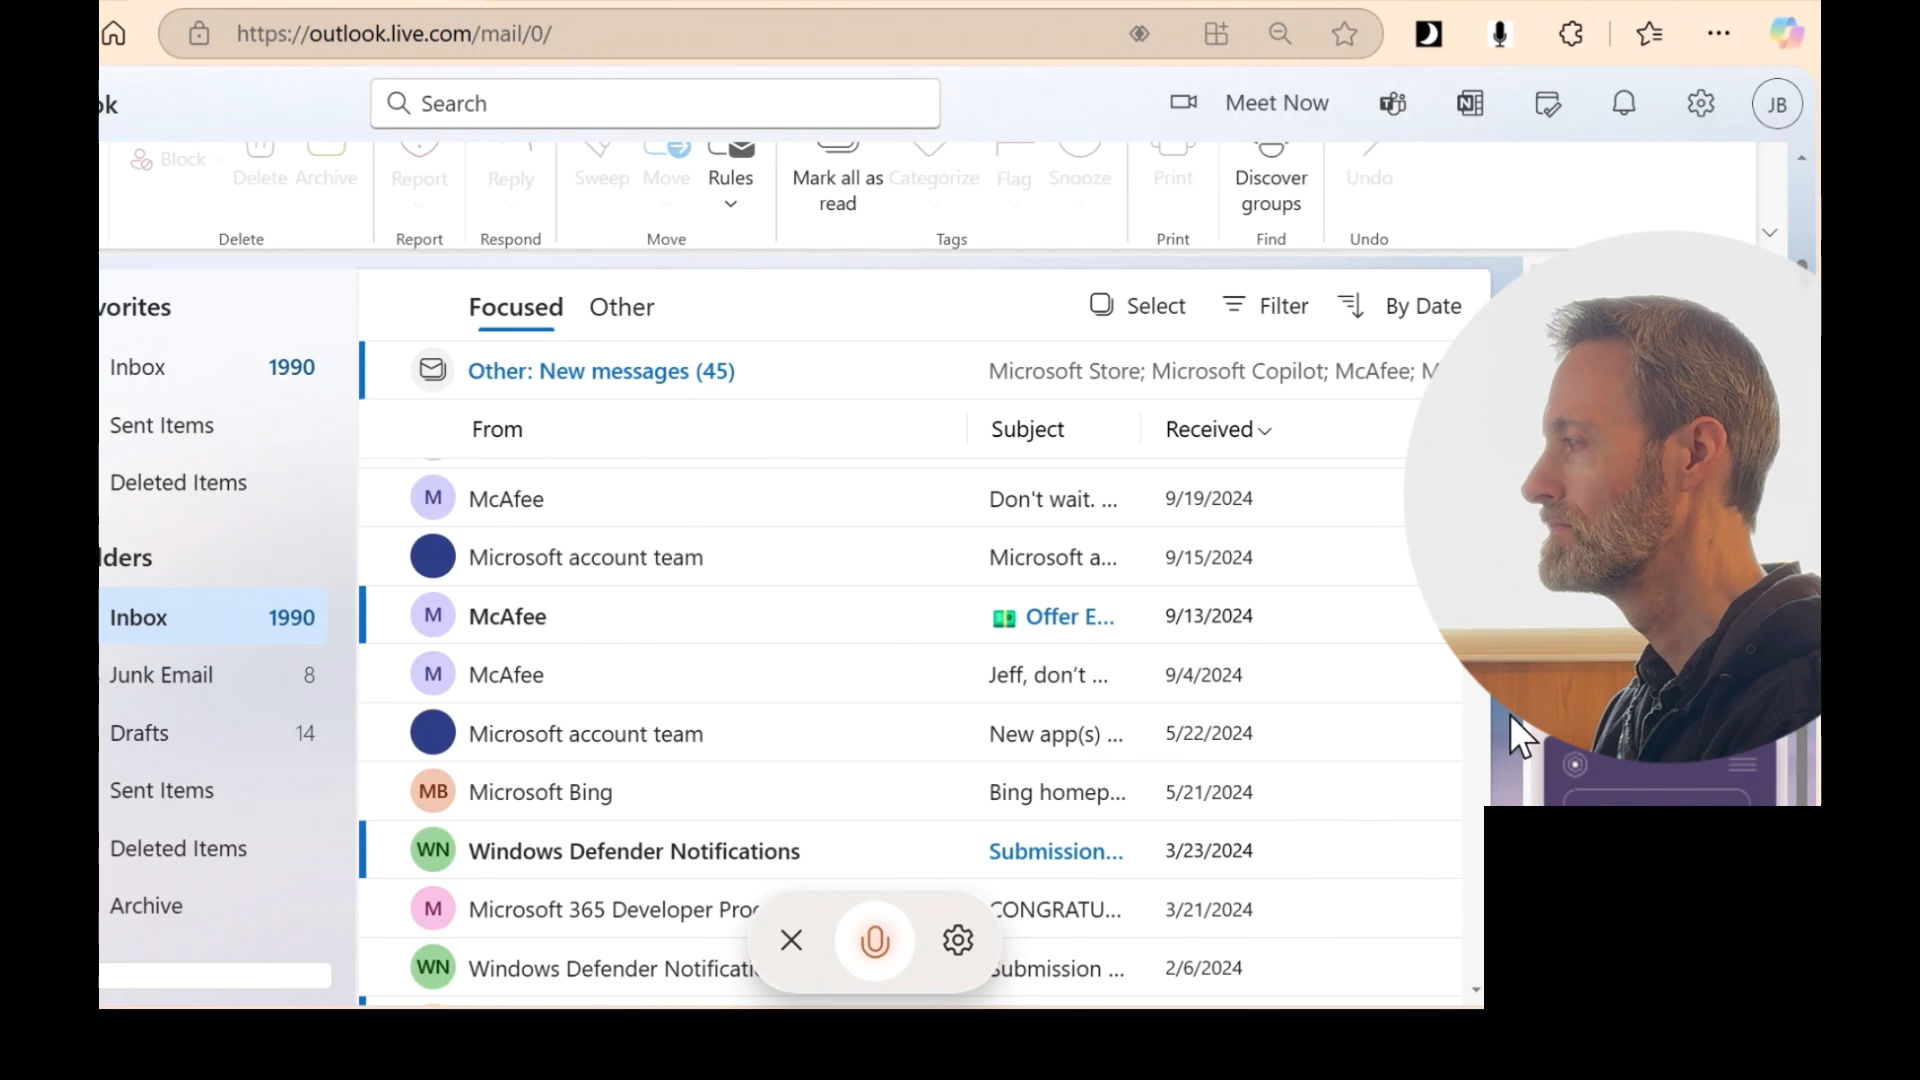 https://outlook.live.com/mail/0/
ok
Search
Meet Now
JB
Block
Delete
Archive
Report
Reply
Sweep
Move
Rules
Mark all as read
Categorize
Flag
Snooze
Print
Discover groups
Undo
Delete
Report
Respond
Move
Tags
Print
Find
Undo
vorites
Inbox 1990
Sent Items
Deleted Items
lders
Inbox 1990
Junk Email 8
Drafts 14
Sent Items
Deleted Items
Archive
Focused Other
Select Filter By Date
Other: New messages (45) Microsoft Store; Microsoft Copilot; McAfee; M
From Subject Received
M McAfee Don't wait. ... 9/19/2024
Microsoft account team Microsoft a... 9/15/2024
M McAfee Offer E... 9/13/2024
M McAfee Jeff, don’t ... 9/4/2024
Microsoft account team New app(s) ... 5/22/2024
MB Microsoft Bing Bing homep... 5/21/2024
WN Windows Defender Notifications Submission... 3/23/2024
M Microsoft 365 Developer Proc CONGRATU... 3/21/2024
WN Windows Defender Notificati Submission ... 2/6/2024